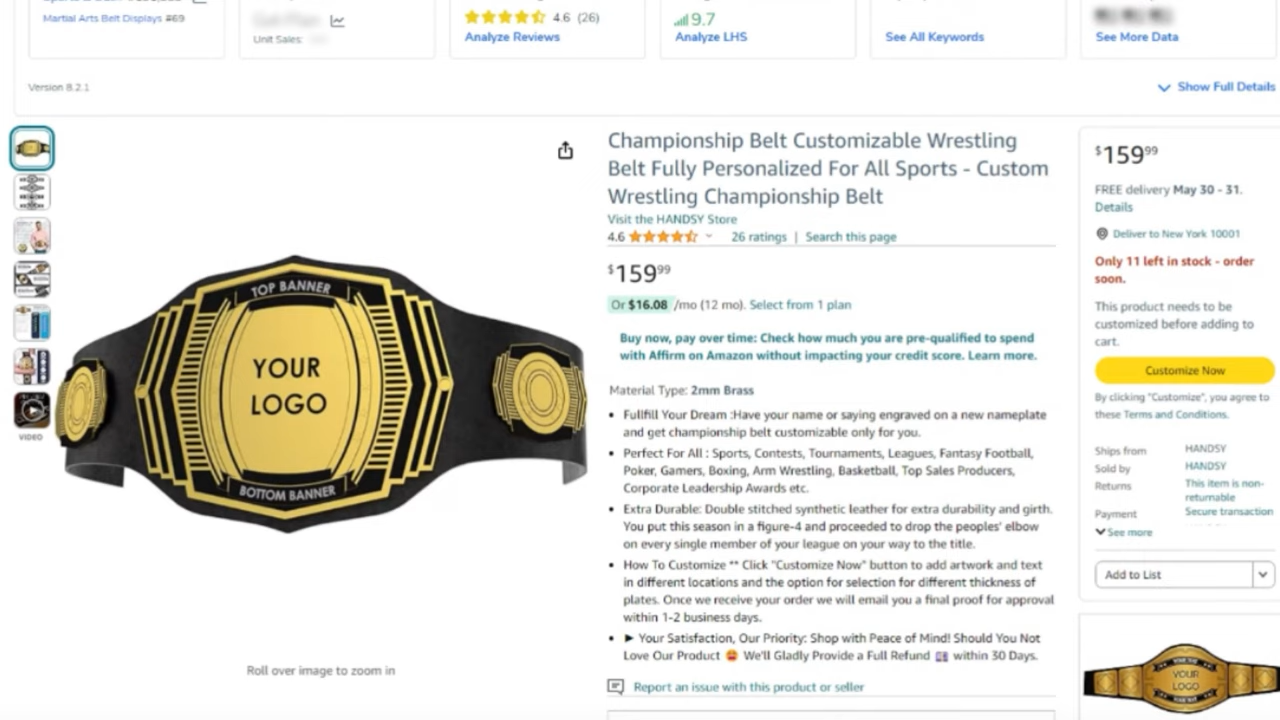 Martial Arts Belt Displays #69
Unit Sales:
4.6 (26)
Analyze Reviews
9.7
Analyze LHS
See All Keywords
See More Data
Version 8.2.1
Show Full Details
VIDEO
TOP BANNER
YOUR
LOGO
BOTTOM BANNER
Roll over image to zoom in
Championship Belt Customizable Wrestling
Belt Fully Personalized For All Sports - Custom
Wrestling Championship Belt
Visit the HANDSY Store
4.6 26 ratings | Search this page
$159.99
Or $16.08 /mo (12 mo). Select from 1 plan
Buy now, pay over time: Check how much you are pre-qualified to spend
with Affirm on Amazon without impacting your credit score. Learn more.
Material Type: 2mm Brass
• Fullfill Your Dream :Have your name or saying engraved on a new nameplate
and get championship belt customizable only for you.
• Perfect For All : Sports, Contests, Tournaments, Leagues, Fantasy Football,
Poker, Gamers, Boxing, Arm Wrestling, Basketball, Top Sales Producers,
Corporate Leadership Awards etc.
• Extra Durable: Double stitched synthetic leather for extra durability and girth.
You put this season in a figure-4 and proceeded to drop the peoples' elbow
on every single member of your league on your way to the title.
• How To Customize ** Click "Customize Now" button to add artwork and text
in different locations and the option for selection for different thickness of
plates. Once we receive your order we will email you a final proof for approval
within 1-2 business days.
• ► Your Satisfaction, Our Priority: Shop with Peace of Mind! Should You Not
Love Our Product 🤩 We'll Gladly Provide a Full Refund within 30 Days.
Report an issue with this product or seller
$159.99
FREE delivery May 30 - 31.
Details
Deliver to New York 10001
Only 11 left in stock - order
soon.
This product needs to be
customized before adding to
cart.
Customize Now
By clicking "Customize", you agree to
these Terms and Conditions.
Ships from HANDSY
Sold by HANDSY
Returns This item is non-
returnable
Payment Secure transaction
See more
Add to List
YOUR
LOGO